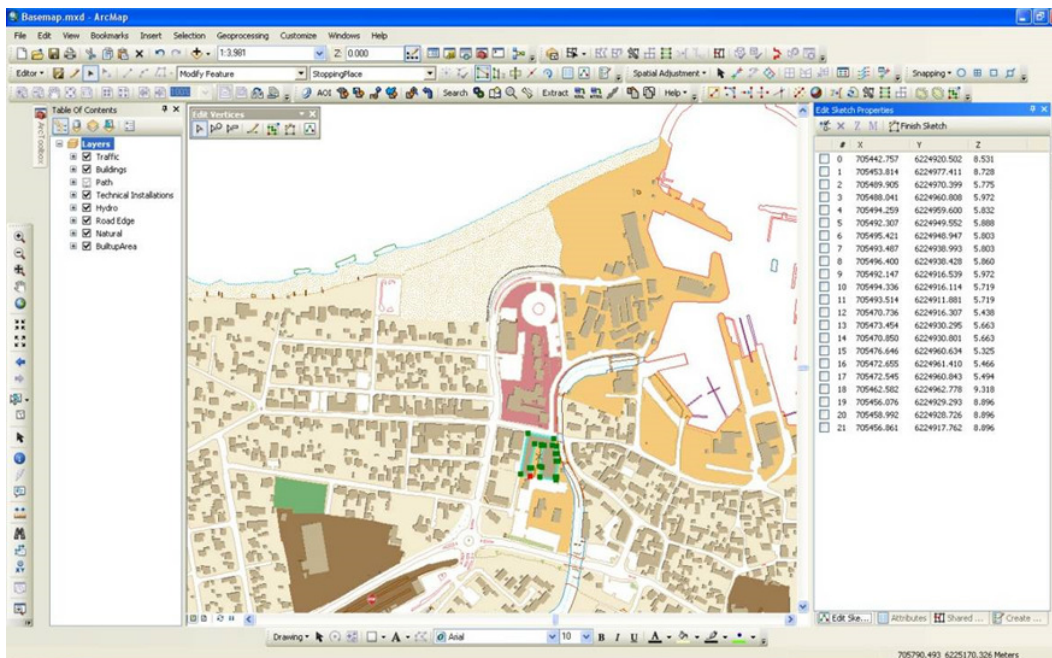 Basemap.mxd - ArcMap
File Edit View Bookmarks Insert Selection Geoprocessing Customize Windows Help
1:3.981 Z: 0.000
Editor Modify Feature StoppingPlace Spatial Adjustment Snapping
AOI Search Extract Help
Table Of Contents
Edit Vertices
Edit Sketch Properties
ArcToolbox
Layers
Traffic
Buildings
Path
Technical Installations
Hydro
Road Edge
Natural
BuiltupArea
Z M Finish Sketch
# X Y Z
0 705442.757 6224920.502 8.531
1 705453.814 6224977.411 8.728
2 705489.905 6224970.399 5.775
3 705488.041 6224960.808 5.972
4 705494.259 6224959.600 5.832
5 705492.307 6224949.552 5.888
6 705495.421 6224948.947 5.803
7 705493.487 6224938.993 5.803
8 705496.400 6224938.428 5.860
9 705492.147 6224916.539 5.972
10 705494.336 6224916.114 5.719
11 705493.514 6224911.881 5.719
12 705470.736 6224916.307 5.438
13 705473.454 6224930.295 5.663
14 705470.850 6224930.801 5.663
15 705476.646 6224960.634 5.325
16 705472.655 6224961.410 5.466
17 705472.545 6224960.843 5.494
18 705462.582 6224962.778 9.318
19 705456.076 6224929.293 8.896
20 705458.992 6224928.726 8.896
21 705456.861 6224917.762 8.896
Edit Ske... Attributes Shared ... Create ...
Drawing A Arial 10 B I U A
705790.493 6225170.326 Meters